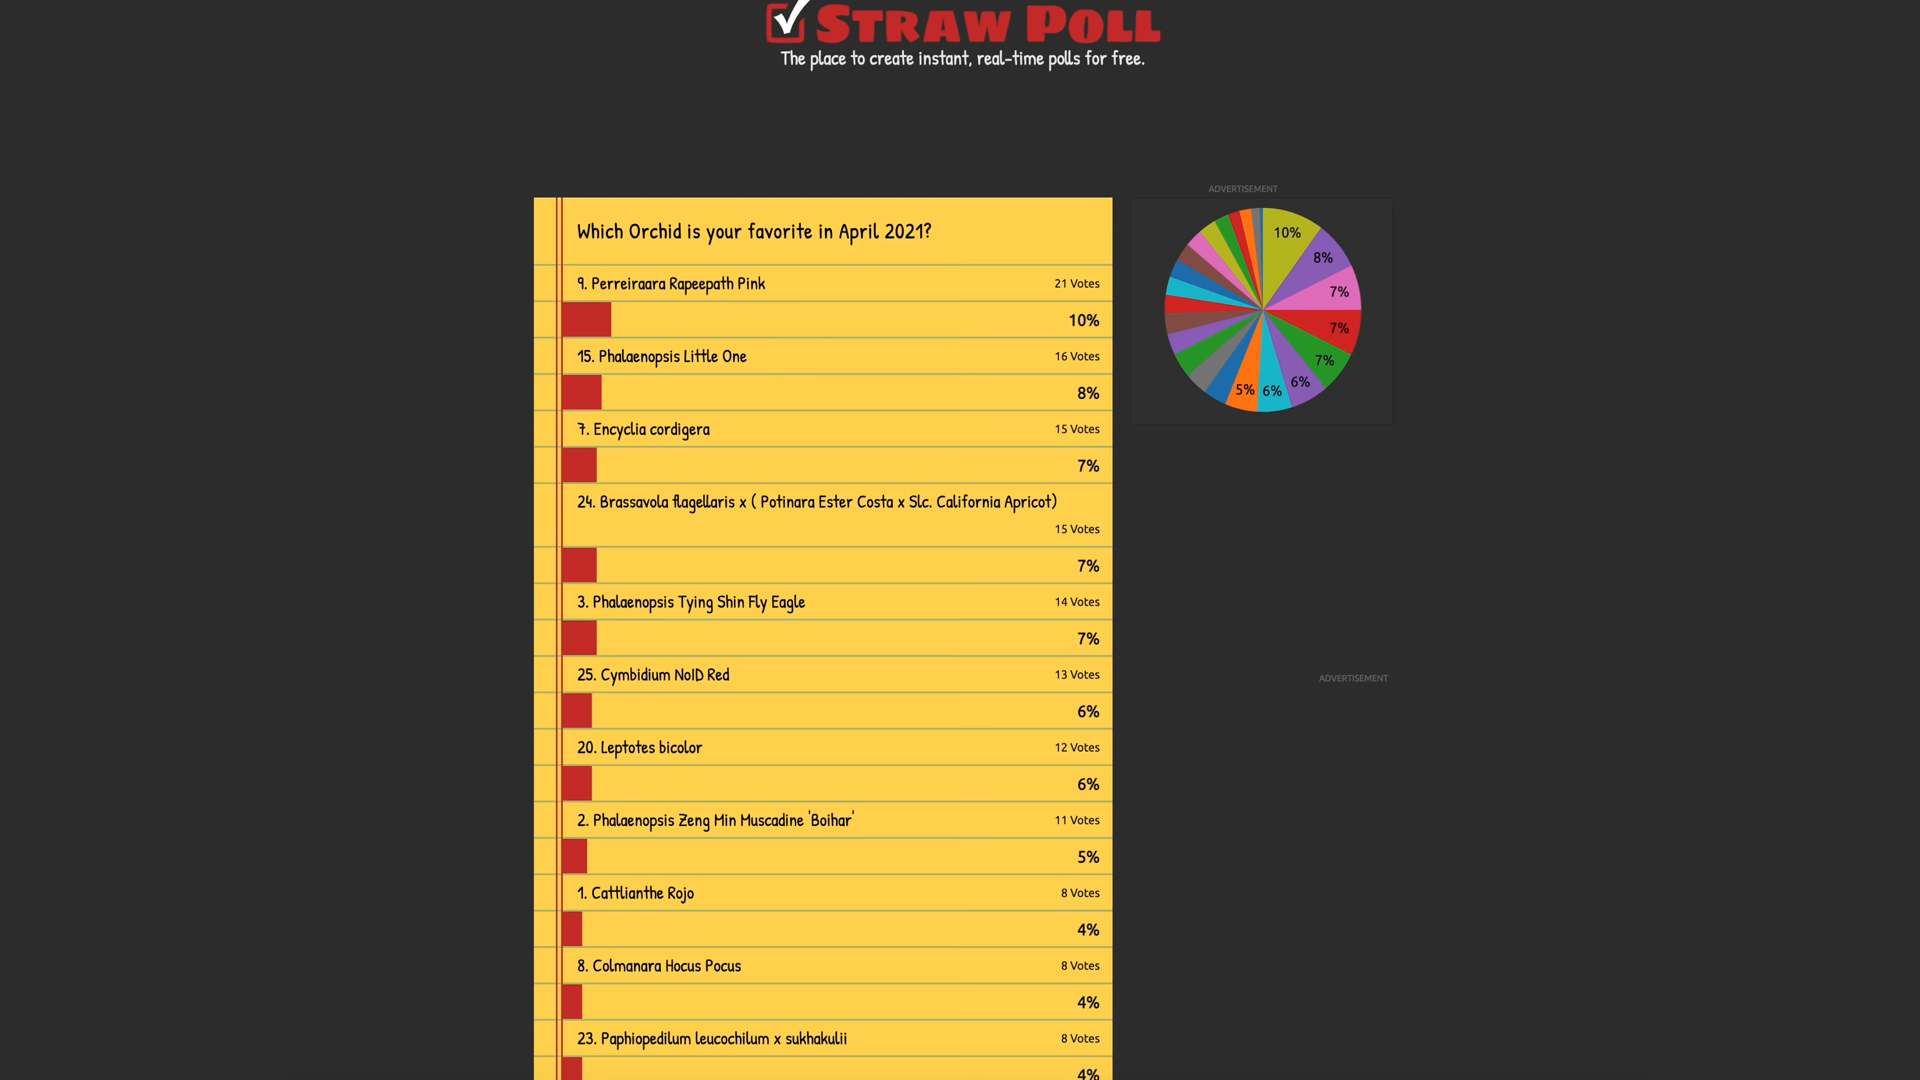 STRAW POLL
The place to create instant, real-time polls for free.
ADVERTISEMENT
Which Orchid is your favorite in April 2021?
9. Perreiraara Rapeepath Pink 21 Votes
10%
15. Phalaenopsis Little One 16 Votes
8%
7. Encyclia cordigera 15 Votes
7%
24. Brassavola flagellaris x ( Potinara Ester Costa x Slc. California Apricot)
15 Votes
7%
3. Phalaenopsis Tying Shin Fly Eagle 14 Votes
7%
25. Cymbidium NoID Red 13 Votes
6%
20. Leptotes bicolor 12 Votes
6%
2. Phalaenopsis Zeng Min Muscadine 'Boihar' 11 Votes
5%
1. Cattlianthe Rojo 8 Votes
4%
8. Colmanara Hocus Pocus 8 Votes
4%
23. Paphiopedilum leucochilum x sukhakulii 8 Votes
4%
10%
8%
7%
7%
7%
6%
6%
5%
ADVERTISEMENT